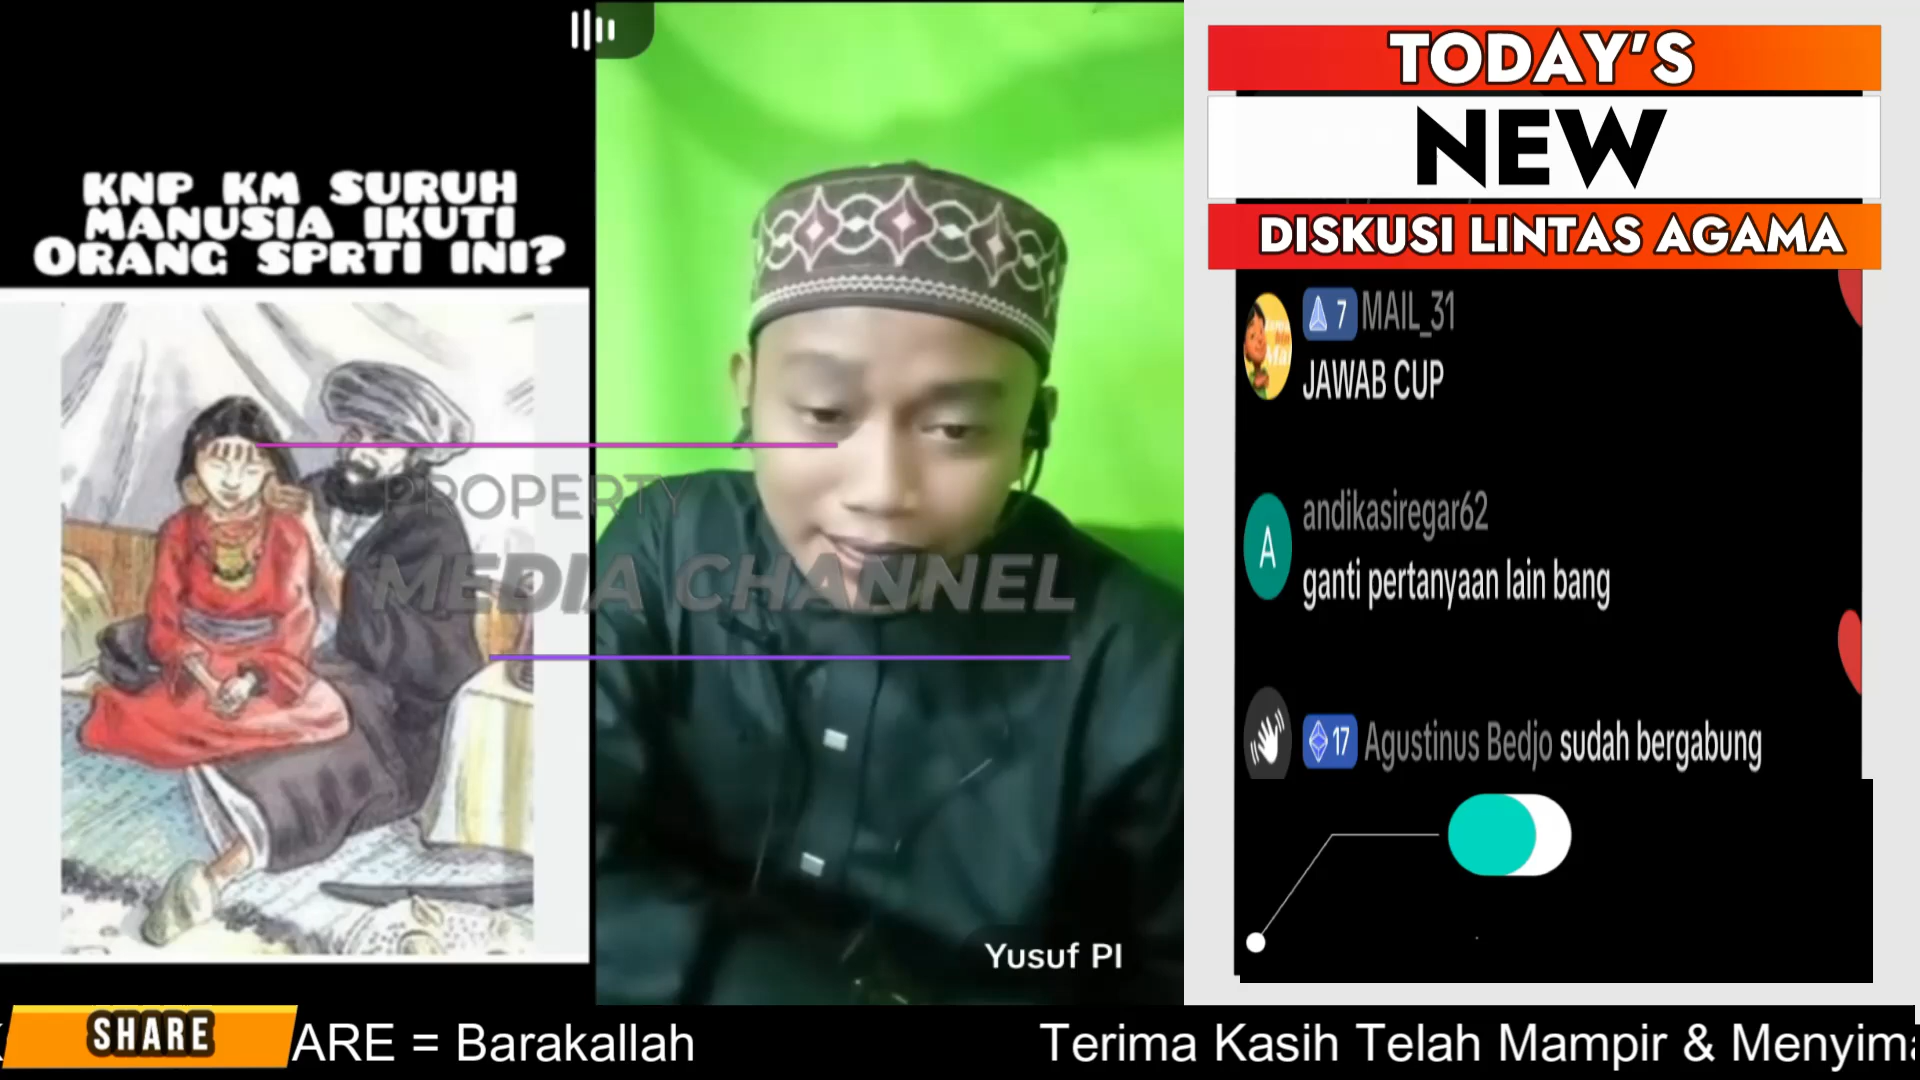 KNP KM SURUH
MANUSIA IKUTI
ORANG SPRTI INI?
PROPERTY
MEDIA CHANNEL
Yusuf PI
TODAY'S
NEW
DISKUSI LINTAS AGAMA
7 MAIL_31
JAWAB CUP
A
andikasiregar62
ganti pertanyaan lain bang
17 Agustinus Bedjo sudah bergabung
SHARE
ARE = Barakallah
Terima Kasih Telah Mampir & Menyima